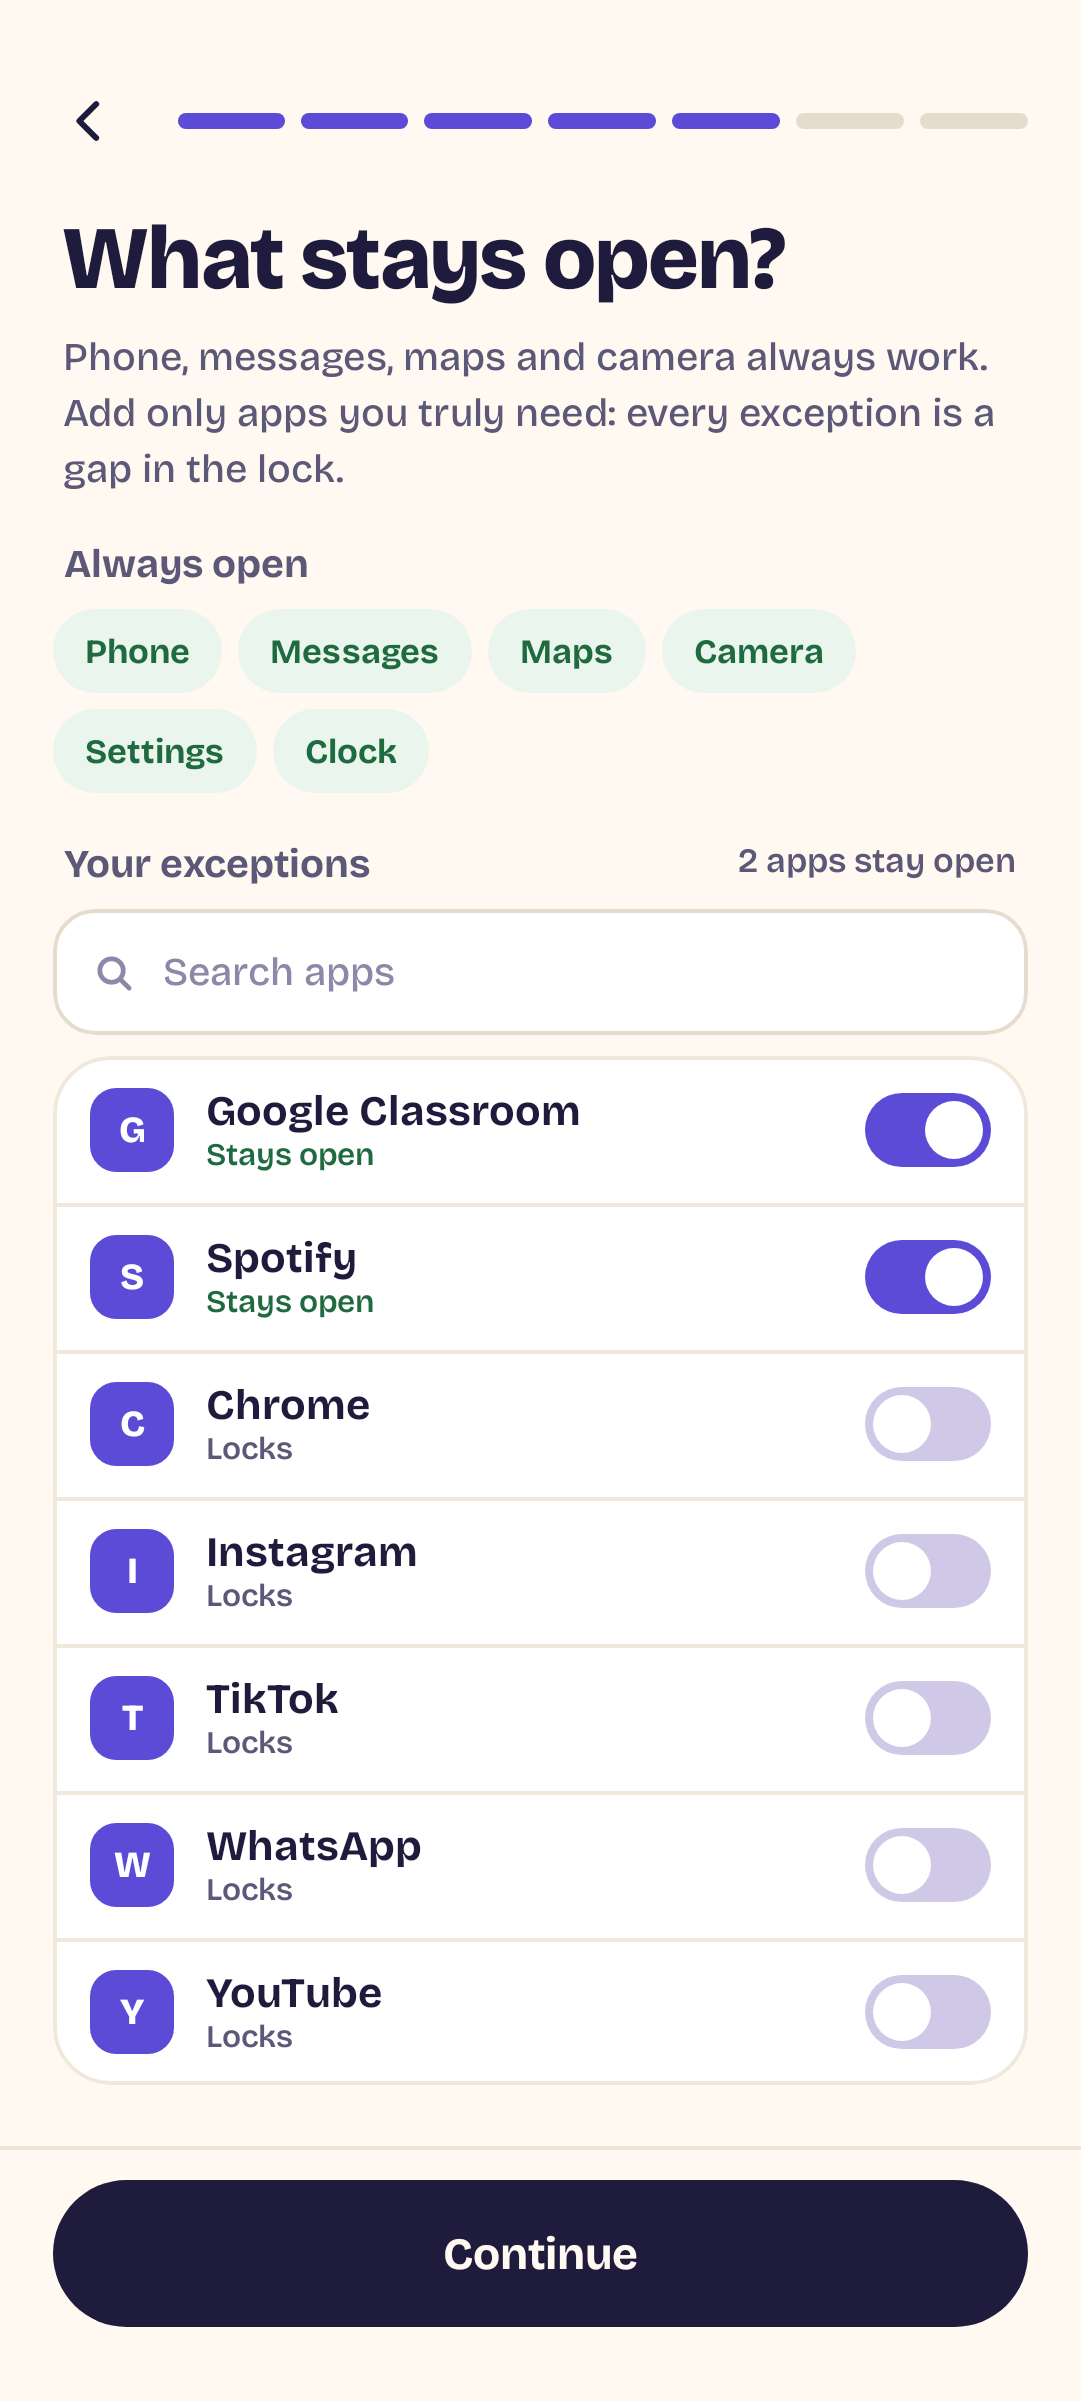 What stays open?
Phone, messages, maps and camera always work.
Add only apps you truly need: every exception is a
gap in the lock.
Always open
Phone Messages Maps Camera
Settings Clock
Your exceptions 2 apps stay open
Search apps
G Google Classroom
Stays open
S Spotify
Stays open
C Chrome
Locks
I Instagram
Locks
T TikTok
Locks
W WhatsApp
Locks
Y YouTube
Locks
Continue